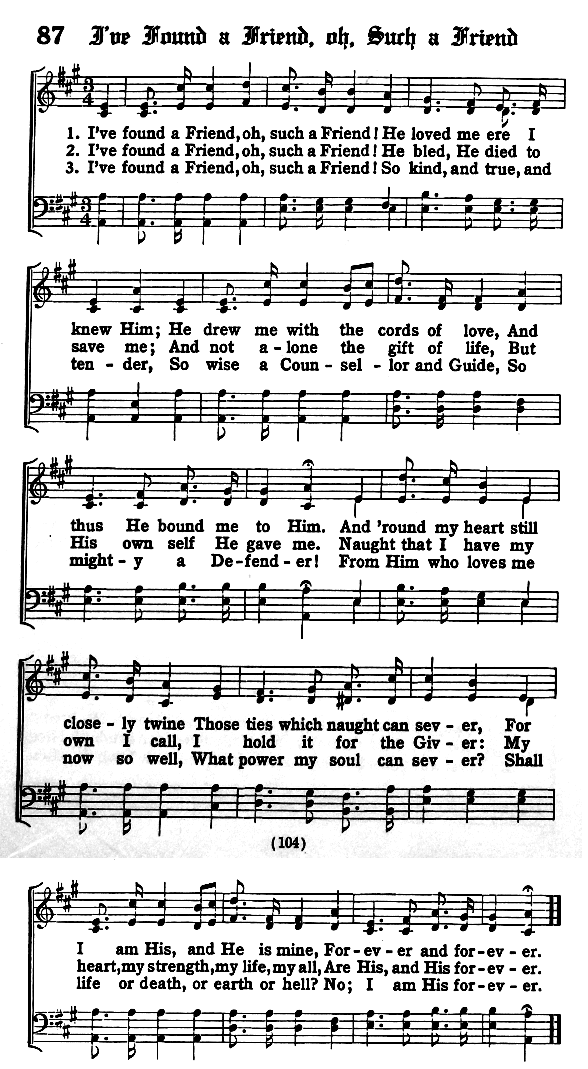 87 I've Found a Friend, oh, Such a Friend
3
4
1. I've found a Friend, oh, such a Friend! He loved me ere I
2. I've found a Friend, oh, such a Friend! He bled, He died to
3. I've found a Friend, oh, such a Friend! So kind, and true, and
3
4
knew Him; He drew me with the cords of love, And
save me; And not a-lone the gift of life, But
ten - der, So wise a Coun - sel - lor and Guide, So
thus He bound me to Him. And 'round my heart still
His own self He gave me. Naught that I have my
might - y a De-fend-er! From Him who loves me
close - ly twine Those ties which naught can sev - er, For
own I call, I hold it for the Giv - er: My
now so well, What power my soul can sev - er? Shall
(104)
I am His, and He is mine, For-ev-er and for-ev-er.
heart, my strength, my life, my all, Are His, and His for-ev-er.
life or death, or earth or hell? No; I am His for-ev-er.